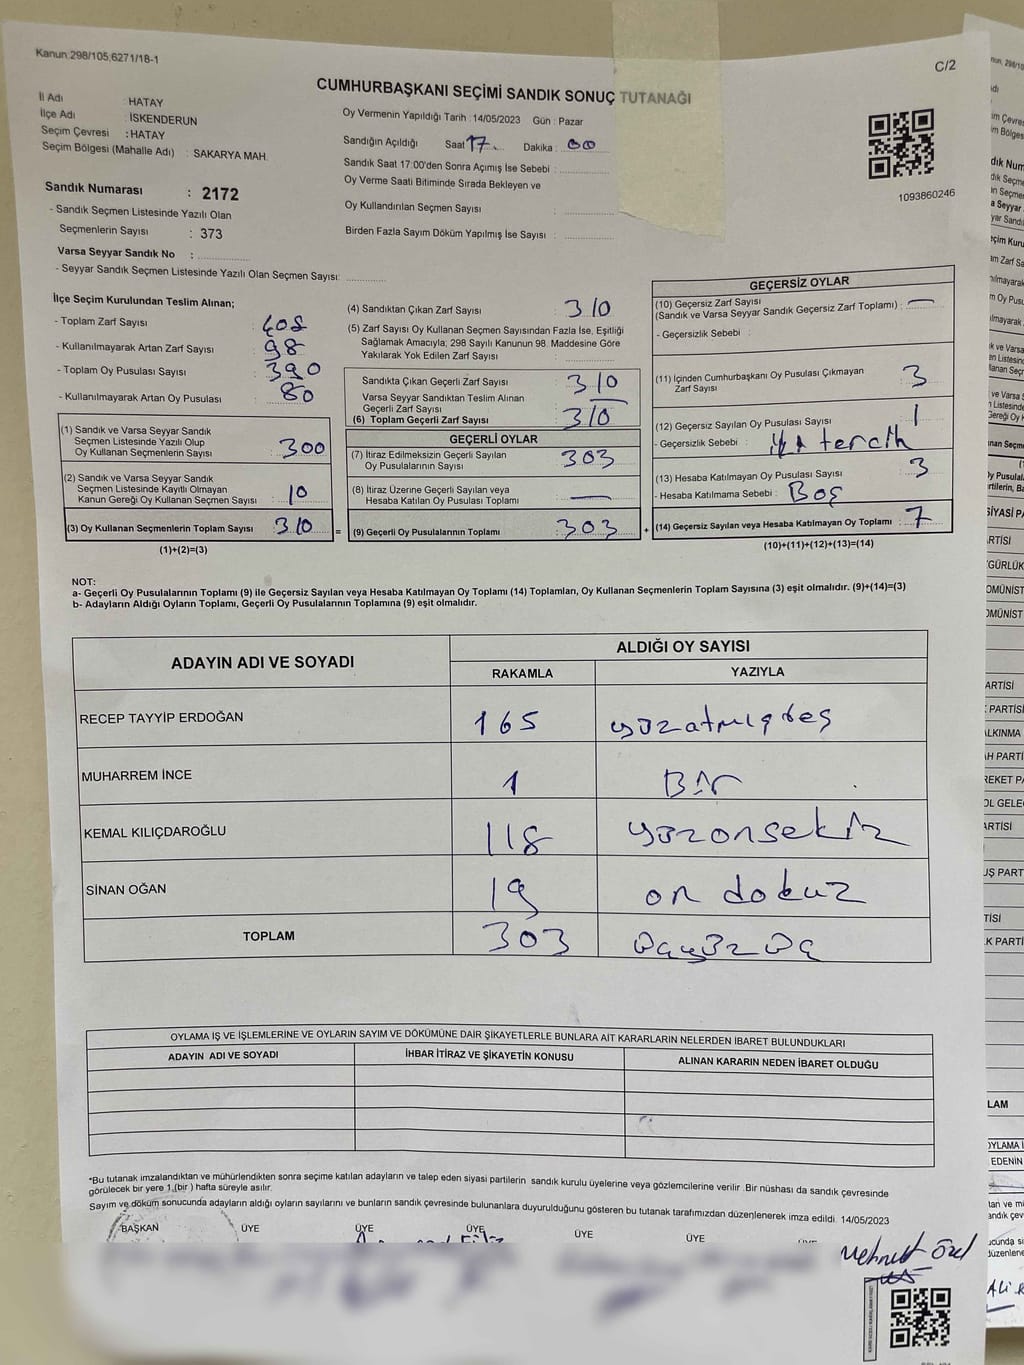 Kanun:298/105;6271/18-1
C/2
CUMHURBAŞKANI SEÇİMİ SANDIK SONUÇ TUTANAĞI
İl Adı : HATAY
İlçe Adı : İSKENDERUN
Seçim Çevresi : HATAY
Seçim Bölgesi (Mahalle Adı) : SAKARYA MAH.
Oy Vermenin Yapıldığı Tarih : 14/05/2023 Gün : Pazar
Sandığın Açıldığı Saat 17 Dakika : 00
Sandık Saat 17:00'den Sonra Açımış İse Sebebi :
Oy Verme Saati Bitiminde Sırada Bekleyen ve
Oy Kullandırılan Seçmen Sayısı :
Birden Fazla Sayım Döküm Yapılmış İse Sayısı :
1093860246
Sandık Numarası : 2172
- Sandık Seçmen Listesinde Yazılı Olan
Seçmenlerin Sayısı : 373
Varsa Seyyar Sandık No :
- Seyyar Sandık Seçmen Listesinde Yazılı Olan Seçmen Sayısı:
İlçe Seçim Kurulundan Teslim Alınan;
- Toplam Zarf Sayısı : 408
- Kullanılmayarak Artan Zarf Sayısı : 98
- Toplam Oy Pusulası Sayısı : 390
- Kullanılmayarak Artan Oy Pusulası : 80
(1) Sandık ve Varsa Seyyar Sandık
Seçmen Listesinde Yazılı Olup
Oy Kullanan Seçmenlerin Sayısı : 300
(2) Sandık ve Varsa Seyyar Sandık
Seçmen Listesinde Kayıtlı Olmayan
Kanun Gereği Oy Kullanan Seçmen Sayısı : 10
(3) Oy Kullanan Seçmenlerin Toplam Sayısı : 310 =
(1)+(2)=(3)
(4) Sandıktan Çıkan Zarf Sayısı : 310
(5) Zarf Sayısı Oy Kullanan Seçmen Sayısından Fazla İse, Eşitliği
Sağlamak Amacıyla; 298 Sayılı Kanunun 98. Maddesine Göre
Yakılarak Yok Edilen Zarf Sayısı :
Sandıkta Çıkan Geçerli Zarf Sayısı : 310
Varsa Seyyar Sandıktan Teslim Alınan
Geçerli Zarf Sayısı :
(6) Toplam Geçerli Zarf Sayısı : 310
GEÇERLİ OYLAR
(7) İtiraz Edilmeksizin Geçerli Sayılan
Oy Pusulalarının Sayısı : 303
(8) İtiraz Üzerine Geçerli Sayılan veya
Hesaba Katılan Oy Pusulası Toplamı : —
(9) Geçerli Oy Pusulalarının Toplamı : 303 +
GEÇERSİZ OYLAR
(10) Geçersiz Zarf Sayısı
(Sandık ve Varsa Seyyar Sandık Geçersiz Zarf Toplamı) : —
- Geçersizlik Sebebi :
(11) İçinden Cumhurbaşkanı Oy Pusulası Çıkmayan
Zarf Sayısı : 3
(12) Geçersiz Sayılan Oy Pusulası Sayısı : 1
- Geçersizlik Sebebi : tercih
(13) Hesaba Katılmayan Oy Pusulası Sayısı : 3
- Hesaba Katılmama Sebebi : Boş
(14) Geçersiz Sayılan veya Hesaba Katılmayan Oy Toplamı : 7
(10)+(11)+(12)+(13)=(14)
NOT:
a- Geçerli Oy Pusulalarının Toplamı (9) ile Geçersiz Sayılan veya Hesaba Katılmayan Oy Toplamı (14) Toplamları, Oy Kullanan Seçmenlerin Toplam Sayısına (3) eşit olmalıdır. (9)+(14)=(3)
b- Adayların Aldığı Oyların Toplamı, Geçerli Oy Pusulalarının Toplamına (9) eşit olmalıdır.
ADAYIN ADI VE SOYADI
ALDIĞI OY SAYISI
RAKAMLA YAZIYLA
RECEP TAYYİP ERDOĞAN 165 yüzatmışbeş
MUHARREM İNCE 1 Bir
KEMAL KILIÇDAROĞLU 118 yüzonsekiz
SİNAN OĞAN 19 on dokuz
TOPLAM 303 üçyüz üç
OYLAMA İŞ VE İŞLEMLERİNE VE OYLARIN SAYIM VE DÖKÜMÜNE DAİR ŞİKAYETLERLE BUNLARA AİT KARARLARIN NELERDEN İBARET BULUNDUKLARI
ADAYIN ADI VE SOYADI İHBAR İTİRAZ VE ŞİKAYETİN KONUSU ALINAN KARARIN NEDEN İBARET OLDUĞU
*Bu tutanak imzalandıktan ve mühürlendikten sonra seçime katılan adayların ve talep eden siyasi partilerin sandık kurulu üyelerine veya gözlemcilerine verilir .Bir nüshası da sandık çevresinde
görülecek bir yere 1.(bir ) hafta süreyle asılır.
Sayım ve döküm sonucunda adayların aldığı oyların sayılarını ve bunların sandık çevresinde bulunanlara duyurulduğunu gösteren bu tutanak tarafımızdan düzenlenerek imza edildi. 14/05/2023
BAŞKAN ÜYE ÜYE ÜYE ÜYE ÜYE
Mehmet Özel